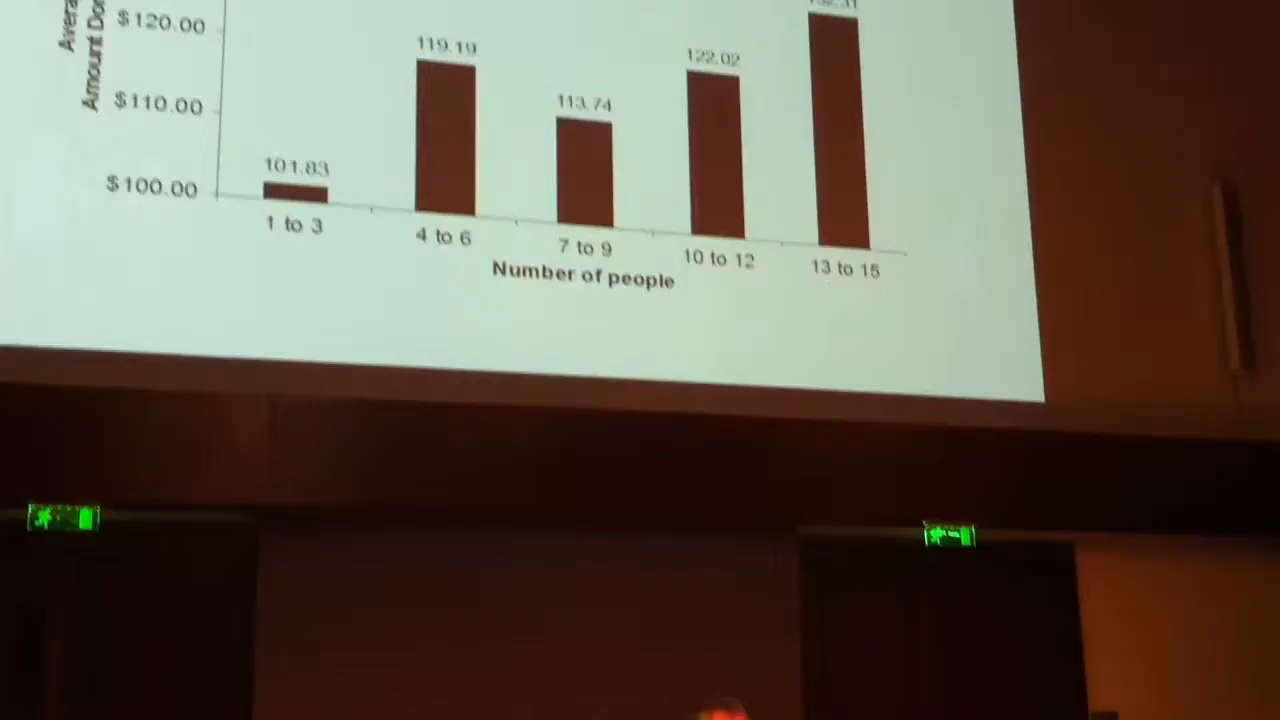 $120.00
$110.00
$100.00
101.83
119.19
113.74
122.02
1 to 3
4 to 6
7 to 9
10 to 12
13 to 15
Number of people
Amount